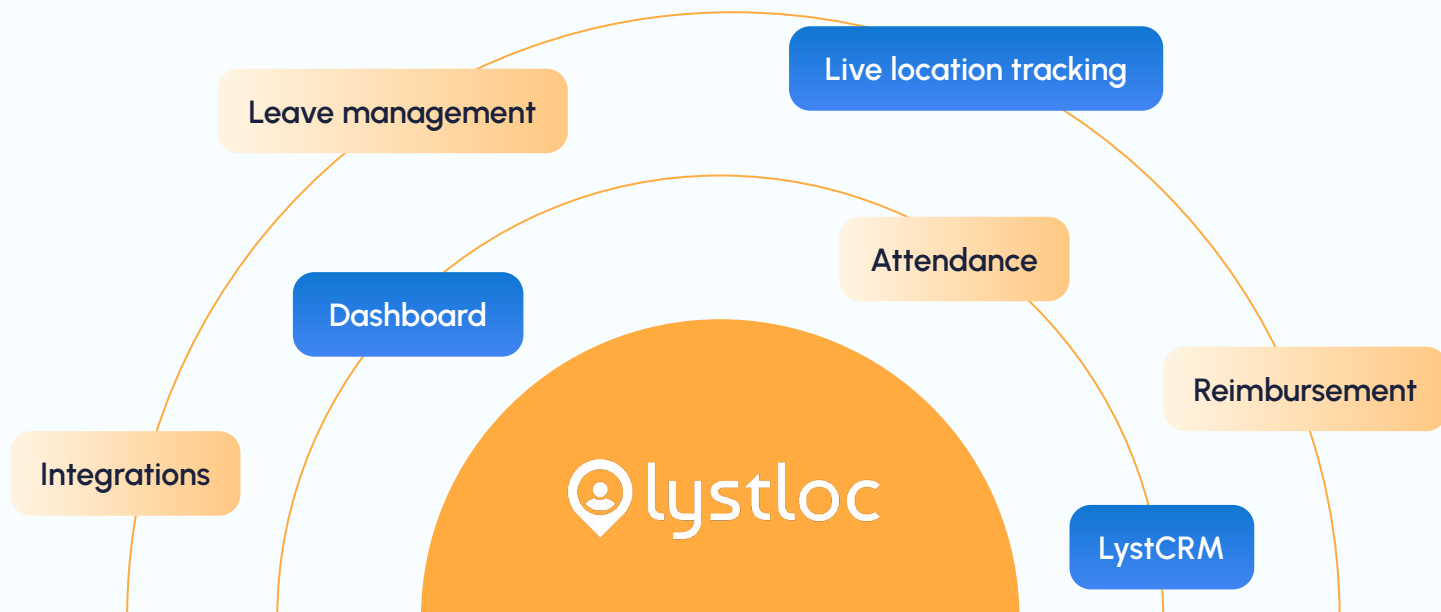 Live location tracking
Leave management
Attendance
Dashboard
Reimbursement
Integrations
lystloc
LystCRM